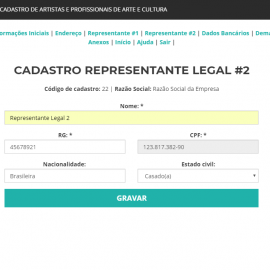 CADASTRO DE ARTISTAS E PROFISSIONAIS DE ARTE E CULTURA
ormações Iniciais | Endereço | Representante #1 | Representante #2 | Dados Bancários | Dema
Anexos | Início | Ajuda | Sair |
CADASTRO REPRESENTANTE LEGAL #2
Código de cadastro: 22 | Razão Social: Razão Social da Empresa
Nome: *
Representante Legal 2
RG: * CPF: *
45678921 123.817.382-90
Nacionalidade: Estado civil:
Brasileira Casado(a)
GRAVAR